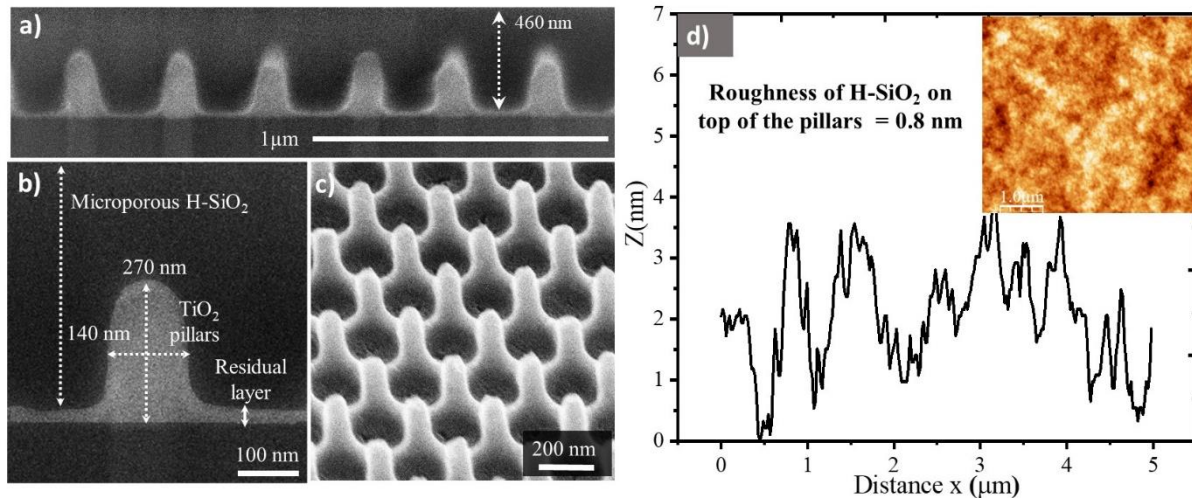 a)
460 nm
1µm
b)
Microporous H-SiO₂
270 nm
TiO₂
pillars
140 nm
Residual
layer
100 nm
c)
200 nm
d)
Roughness of H-SiO₂ on
top of the pillars = 0.8 nm
1.0µm
Z(nm)
7
6
5
4
3
2
1
0
0 1 2 3 4 5
Distance x (µm)